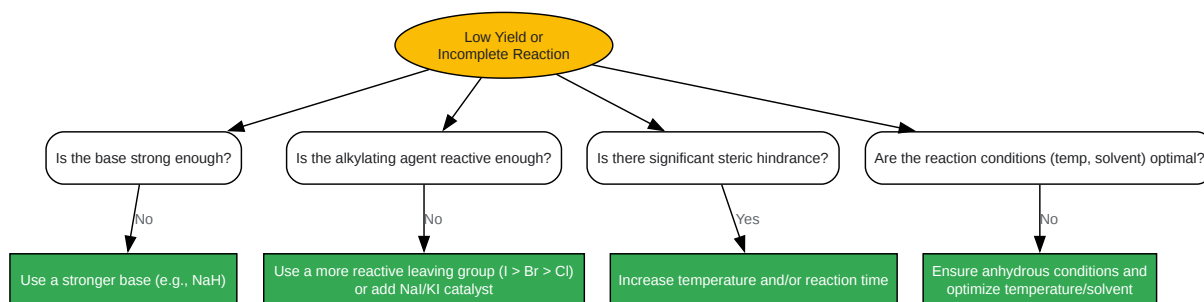 Low Yield or
Incomplete Reaction
Is the base strong enough?
Is the alkylating agent reactive enough?
Is there significant steric hindrance?
Are the reaction conditions (temp, solvent) optimal?
No
No
Yes
No
Use a stronger base (e.g., NaH)
Use a more reactive leaving group (I > Br > Cl)
or add NaI/KI catalyst
Increase temperature and/or reaction time
Ensure anhydrous conditions and
optimize temperature/solvent